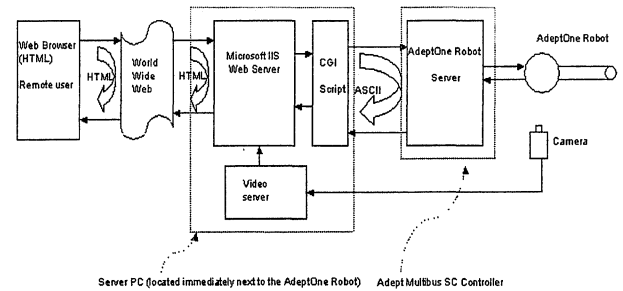 Web Browser
(HTML)
Remote user
HTML
World
Wide
Web
HTML
Microsoft IIS
Web Server
CGI
Script
ASCII
AdeptOne Robot
Server
AdeptOne Robot
Camera
Video
server
Server PC (located immediately next to the AdeptOne Robot)
Adept Multibus SC Controller